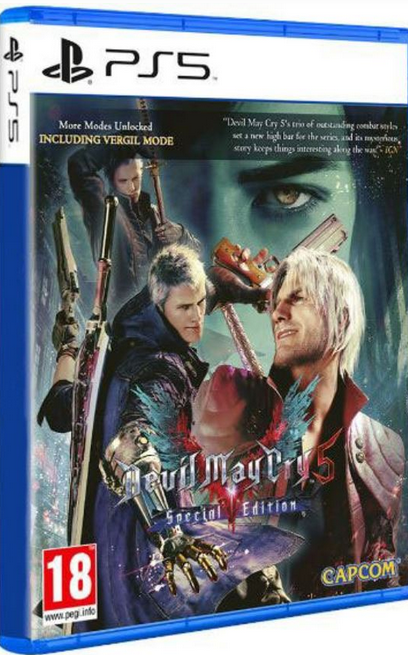 PS5
PS5
More Modes Unlocked
INCLUDING VERGIL MODE
"Devil May Cry 5's trio of outstanding combat styles
set a new high bar for the series, and its mysterious
story keeps things interesting along the way." - IGN
Devil May Cry 5
Special Edition
18
www.pegi.info
CAPCOM